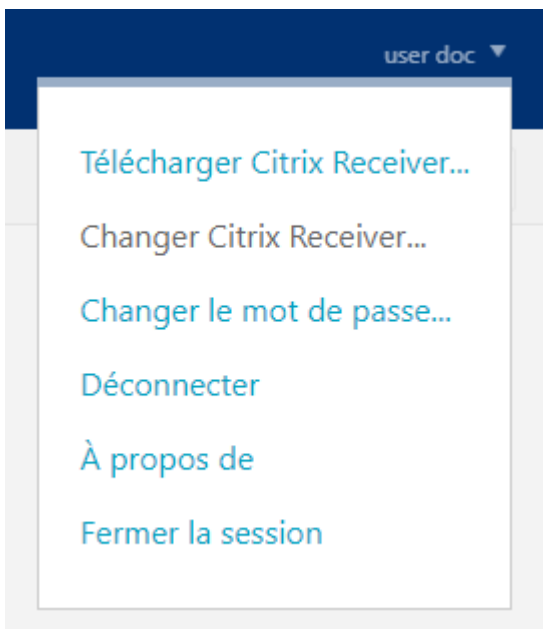 user doc
Télécharger Citrix Receiver...
Changer Citrix Receiver...
Changer le mot de passe...
Déconnecter
À propos de
Fermer la session